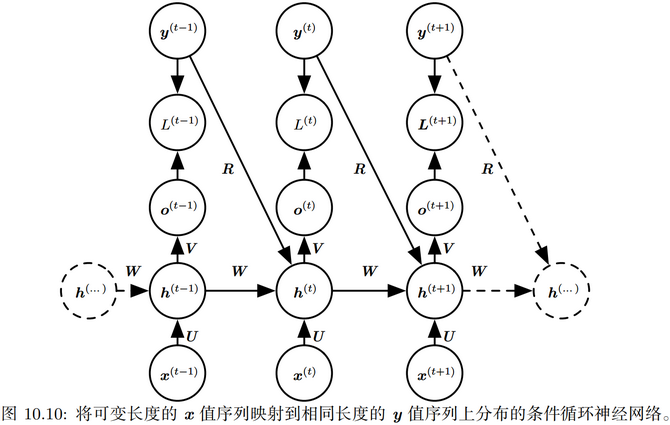 y(t−1) y(t) y(t+1)
L(t−1) L(t) L(t+1)
R R R
o(t−1) o(t) o(t+1)
V V V
W W W W
h(...) h(t−1) h(t) h(t+1) h(...)
U U U
x(t−1) x(t) x(t+1)
图 10.10: 将可变长度的 x 值序列映射到相同长度的 y 值序列上分布的条件循环神经网络。